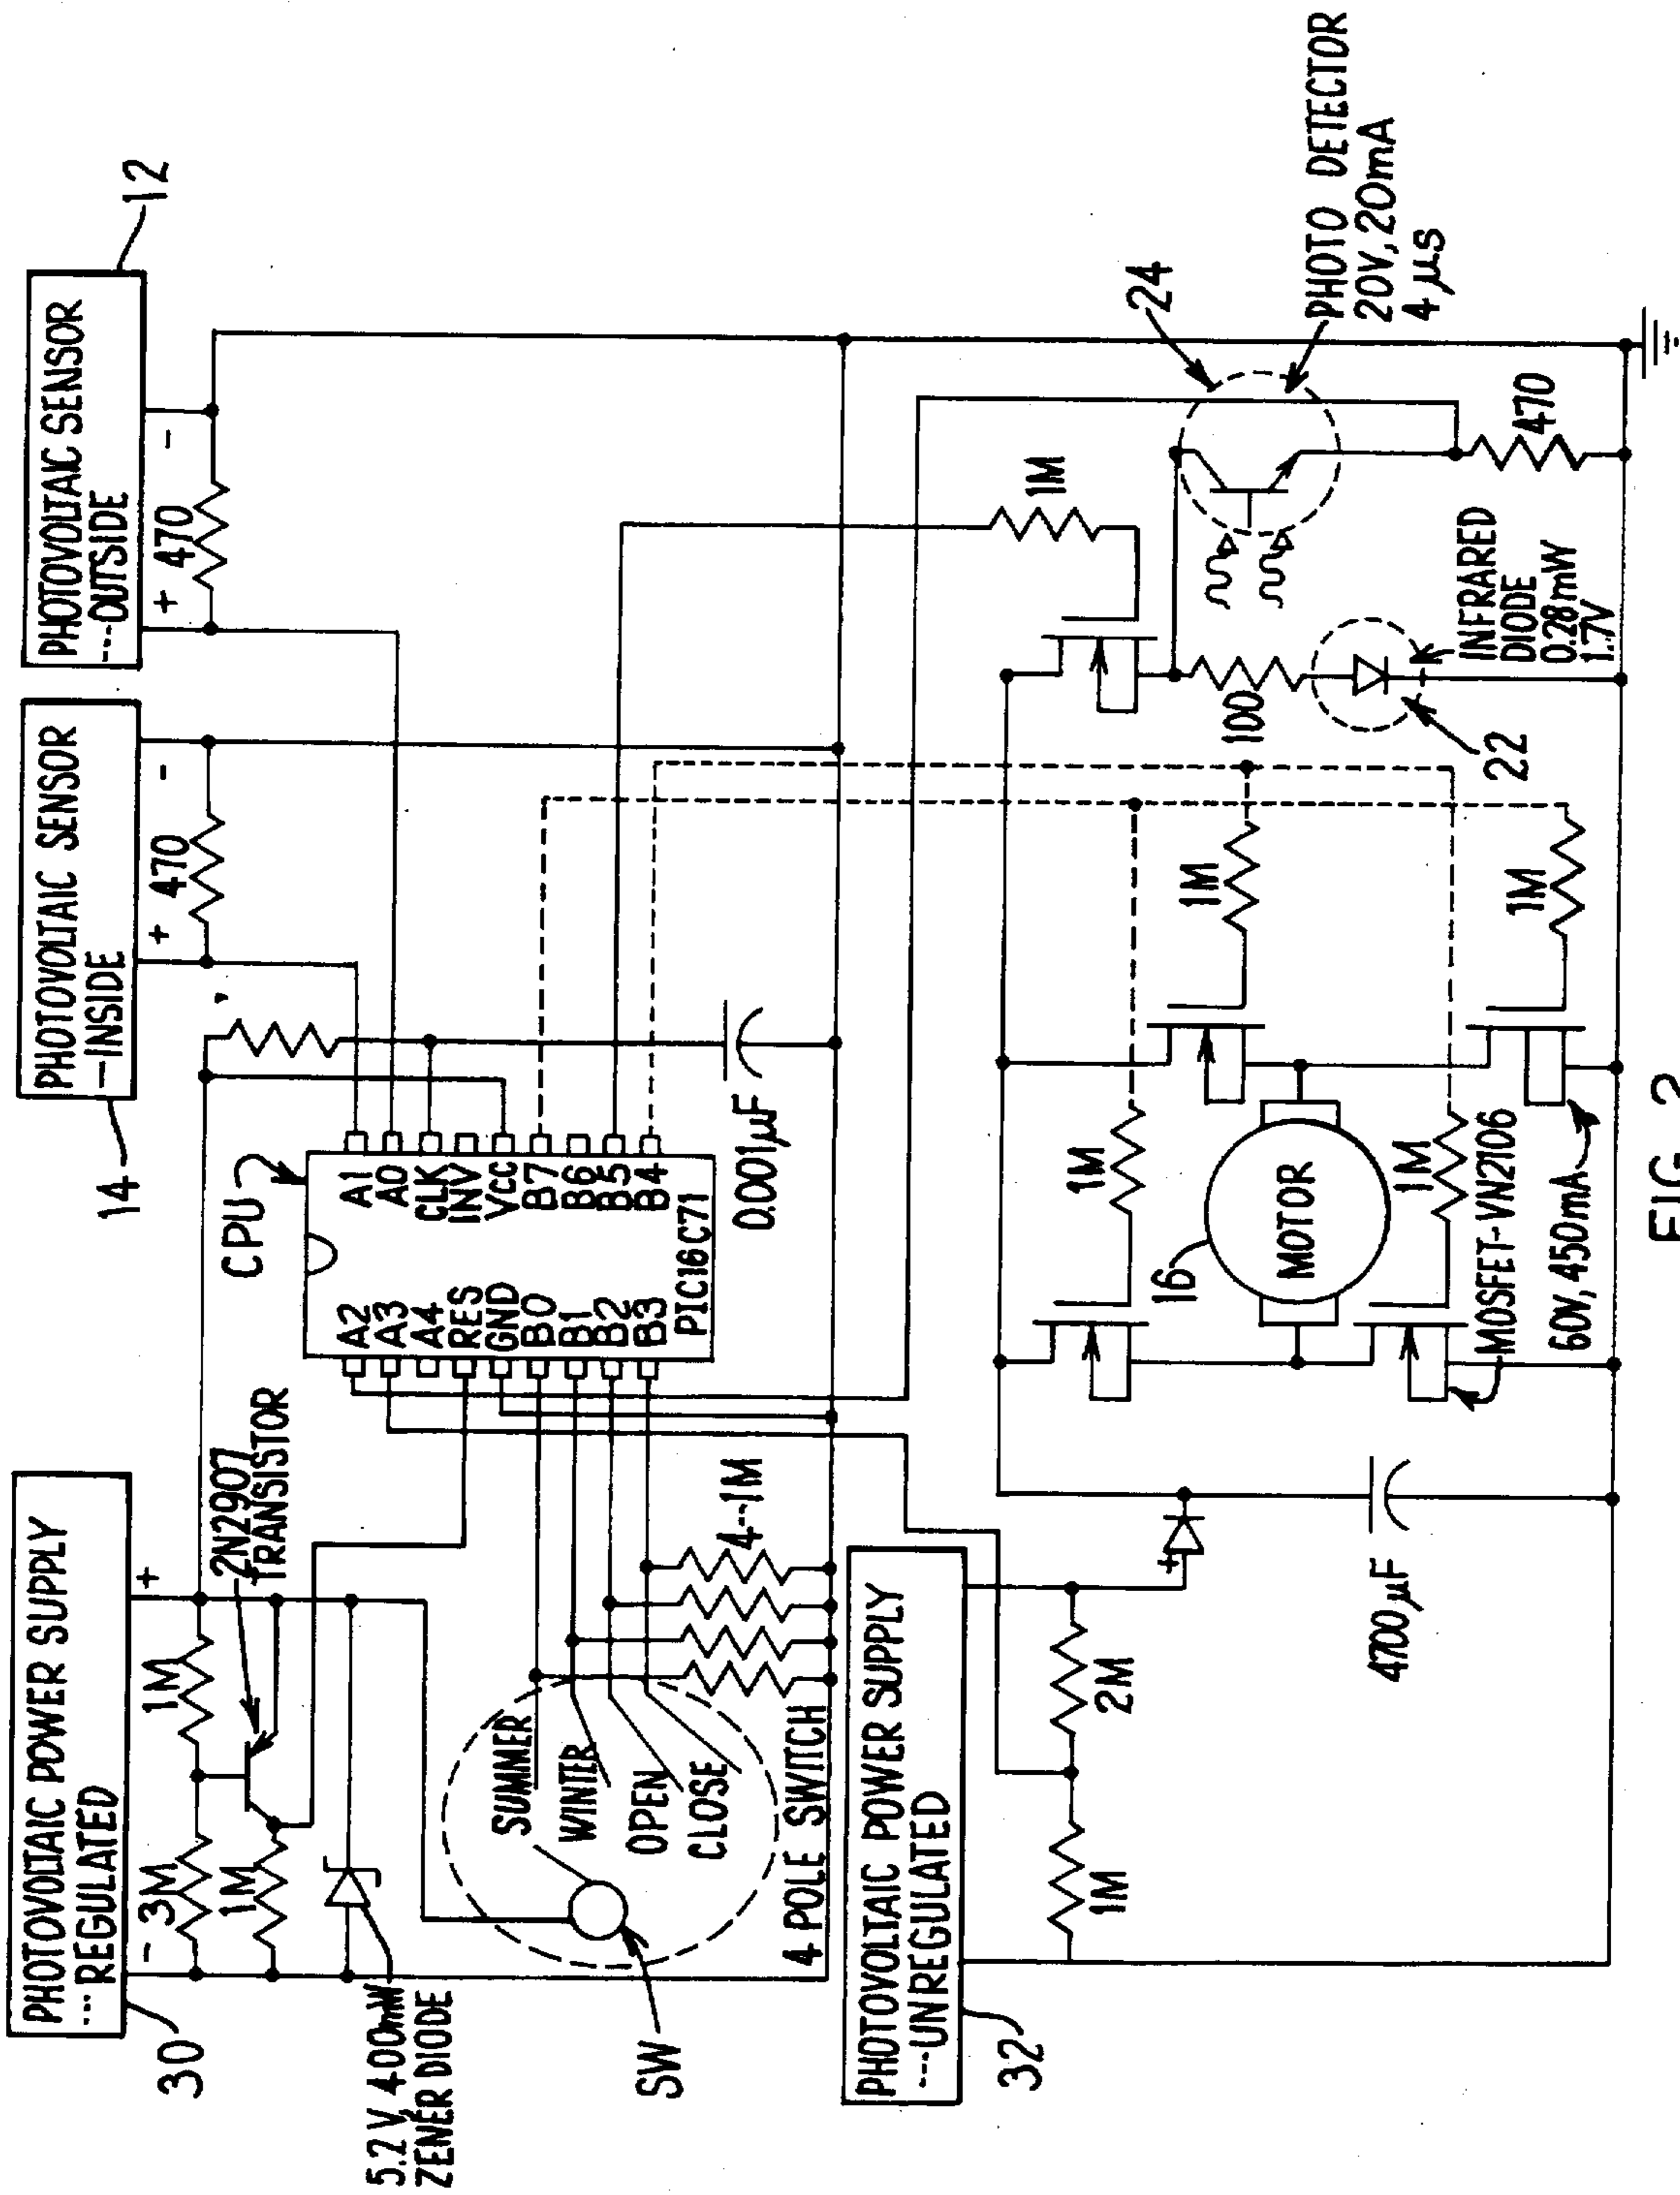 PHOTOVOLTAIC POWER SUPPLY
---REGULATED
30
-
+
3M
1M
1M
2N2907
TRANSISTOR
5.2V, 400mW
ZENER DIODE
SW
SUMMER
WINTER
OPEN
CLOSE
4 POLE SWITCH
4--1M
CPU
A2
A3
A4
RES
GND
B0
B1
B2
B3
A1
A0
CLK
INV
Vcc
B7
B6
B5
B4
PIC16C71
0.001µF
14
PHOTOVOLTAIC SENSOR
—INSIDE
+
470
-
PHOTOVOLTAIC SENSOR
---OUTSIDE
12
+
470
-
PHOTOVOLTAIC POWER SUPPLY
---UNREGULATED
32
1M
2M
+
4700µF
1M
1M
16
MOTOR
1M
1M
MOSFET-VN2106
60V, 450mA
1M
100
22
INFRARED
DIODE
0.28mW
1.7V
24
PHOTO DETECTOR
20V, 20mA
4 µs
470
FIG. 2